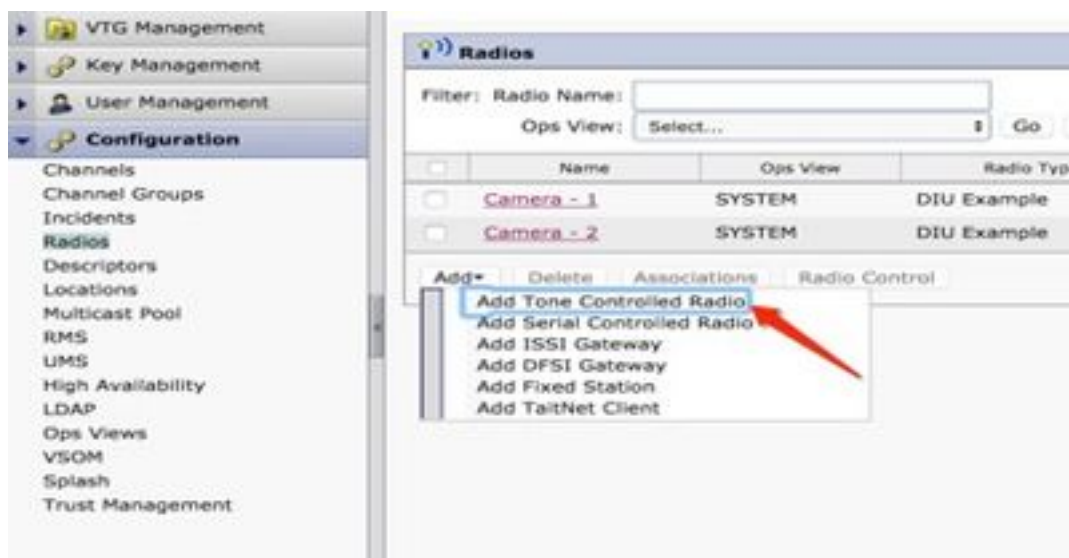 VTG Management
Key Management
User Management
Configuration
Channels
Channel Groups
Incidents
Radios
Descriptors
Locations
Multicast Pool
RMS
UMS
High Availability
LDAP
Ops Views
VSOM
Splash
Trust Management
Radios
Filter: Radio Name:
Ops View: Select... Go
Name Ops View Radio Typ
Camera - 1 SYSTEM DIU Example
Camera - 2 SYSTEM DIU Example
Add Delete Associations Radio Control
Add Tone Controlled Radio
Add Serial Controlled Radio
Add ISSI Gateway
Add DFSI Gateway
Add Fixed Station
Add TaitNet Client